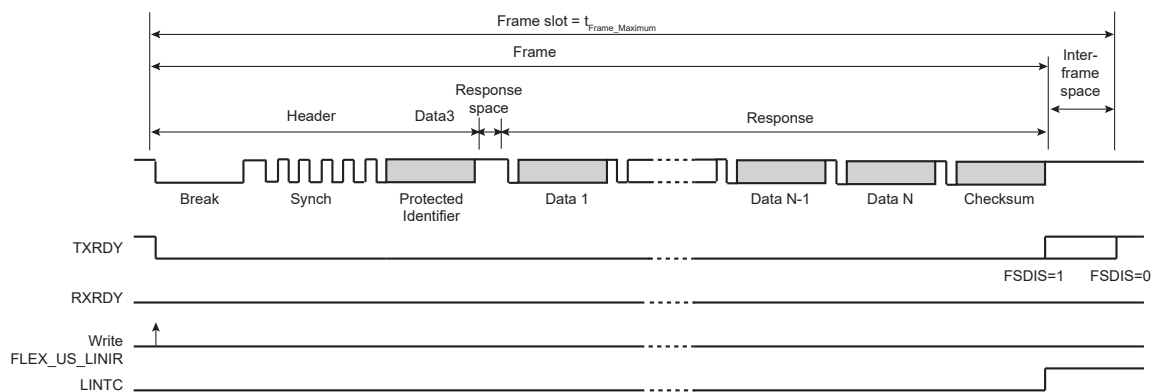 Frame slot = tFrame_Maximum
Frame
Inter-
frame
space
Response
space
Header
Data3
Response
Break
Synch
Protected
Identifier
Data 1
Data N-1
Data N
Checksum
TXRDY
FSDIS=1
FSDIS=0
RXRDY
Write
FLEX_US_LINIR
LINTC